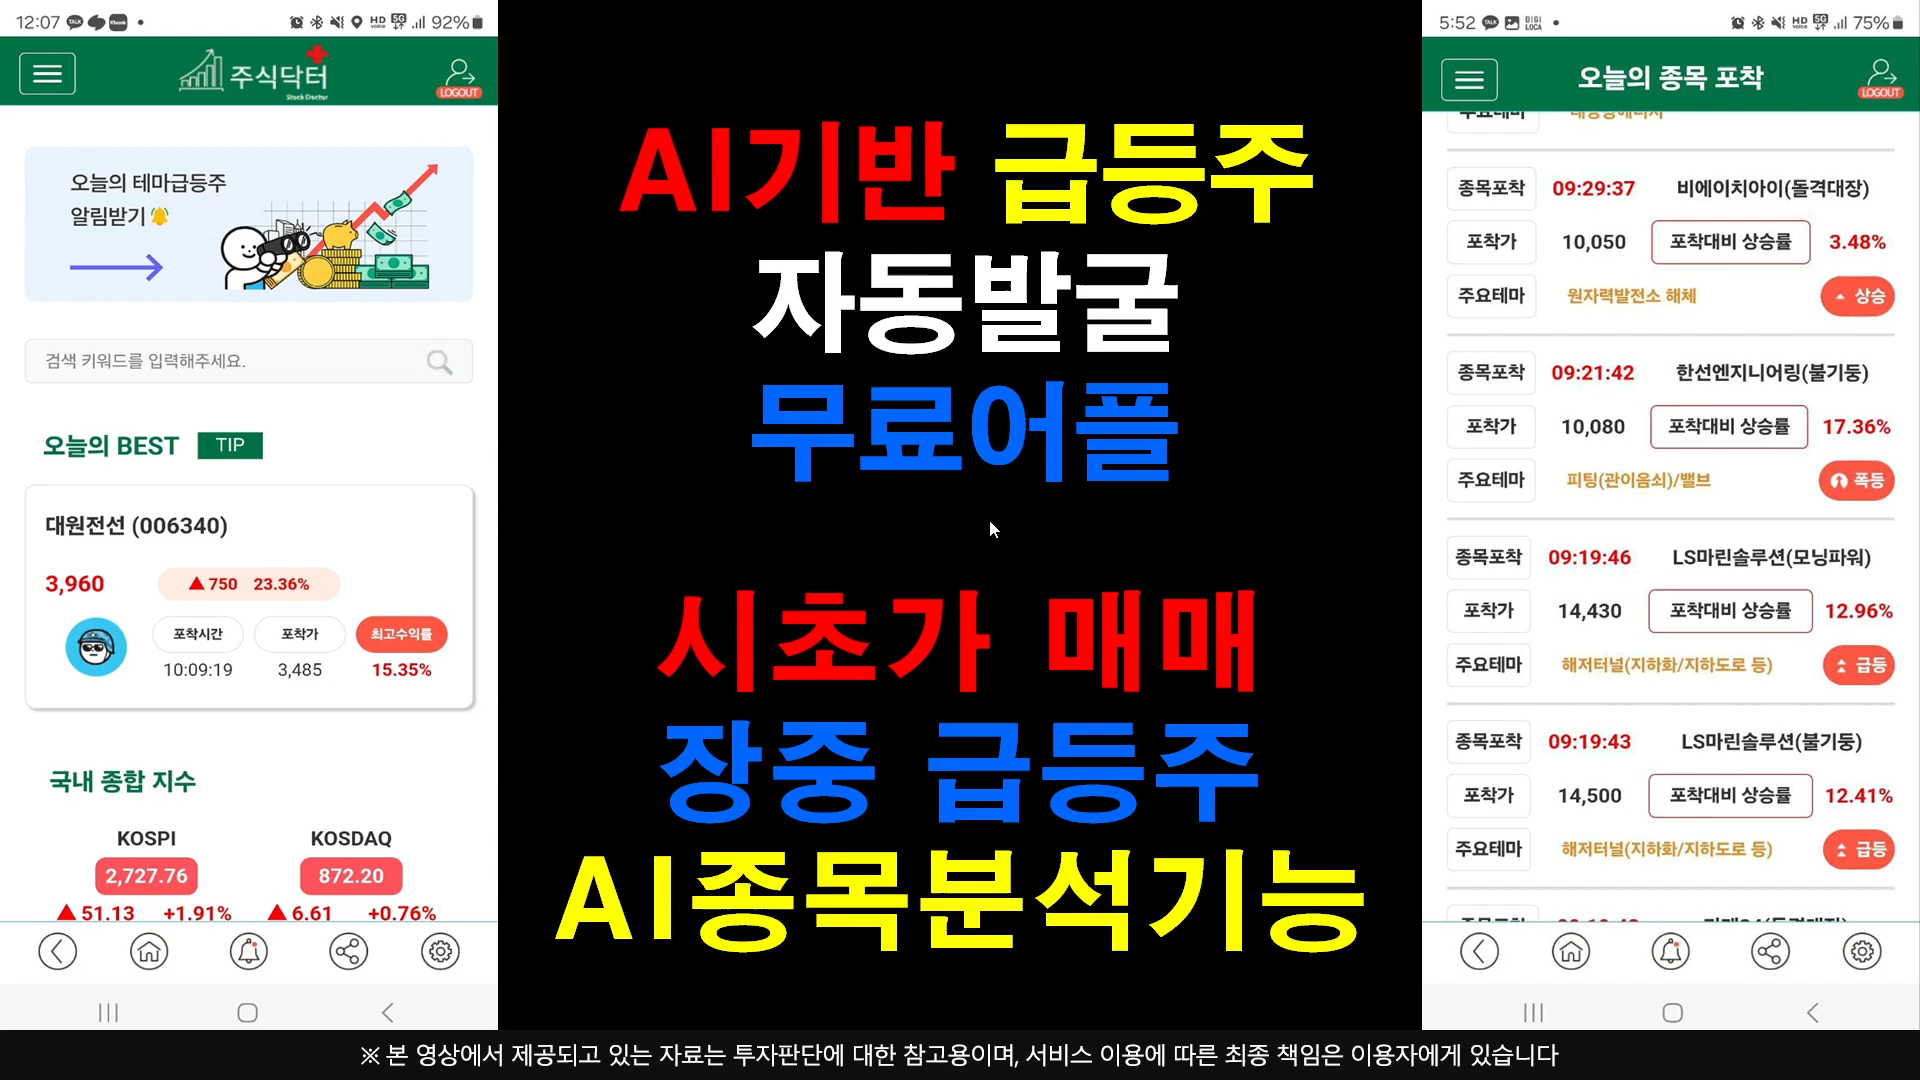 12:07
92%
주식닥터
Stock Doctor
LOGOUT
오늘의 테마급등주
알림받기
검색 키워드를 입력해주세요.
오늘의 BEST TIP
대원전선 (006340)
3,960 ▲750 23.36%
포착시간 포착가 최고수익률
10:09:19 3,485 15.35%
국내 종합 지수
KOSPI KOSDAQ
2,727.76 872.20
▲51.13 +1.91% ▲6.61 +0.76%
AI기반 급등주
자동발굴
무료어플
시초가 매매
장중 급등주
AI종목분석기능
5:52
75%
오늘의 종목 포착
LOGOUT
종목포착 09:29:37 비에이치아이(돌격대장)
포착가 10,050 포착대비 상승률 3.48%
주요테마 원자력발전소 해체 상승
종목포착 09:21:42 한선엔지니어링(불기둥)
포착가 10,080 포착대비 상승률 17.36%
주요테마 피팅(관이음쇠)/밸브 폭등
종목포착 09:19:46 LS마린솔루션(모닝파워)
포착가 14,430 포착대비 상승률 12.96%
주요테마 해저터널(지하화/지하도로 등) 급등
종목포착 09:19:43 LS마린솔루션(불기둥)
포착가 14,500 포착대비 상승률 12.41%
주요테마 해저터널(지하화/지하도로 등) 급등
※ 본 영상에서 제공되고 있는 자료는 투자판단에 대한 참고용이며, 서비스 이용에 따른 최종 책임은 이용자에게 있습니다